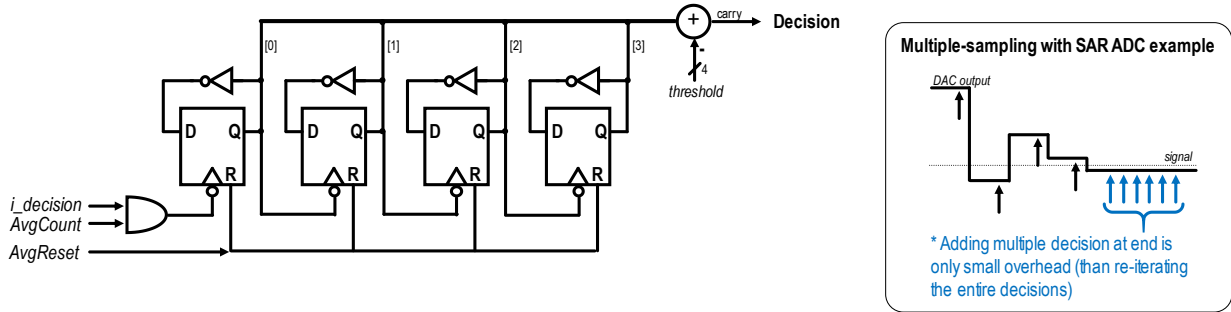 [0]
[1]
[2]
[3]
+
carry
Decision
-
4
threshold
D Q
R
D Q
R
D Q
R
D Q
R
i_decision
AvgCount
AvgReset
Multiple-sampling with SAR ADC example
DAC output
signal
* Adding multiple decision at end is
only small overhead (than re-iterating
the entire decisions)